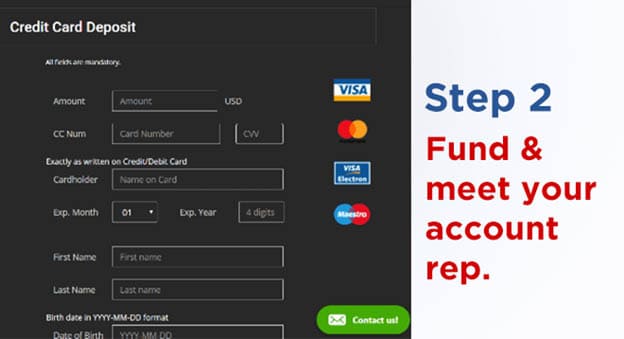 Credit Card Deposit
All fields are mandatory.
Amount Amount USD
CC Num Card Number CVV
Exactly as written on Credit/Debit Card
Cardholder Name on Card
Exp. Month 01 Exp. Year 4 digits
First Name First name
Last Name Last name
Birth date in YYYY-MM-DD format
Date of Birth YYYY-MM-DD
VISA
VISA
Electron
Maestro
Contact us!
Step 2
Fund &
meet your
account
rep.